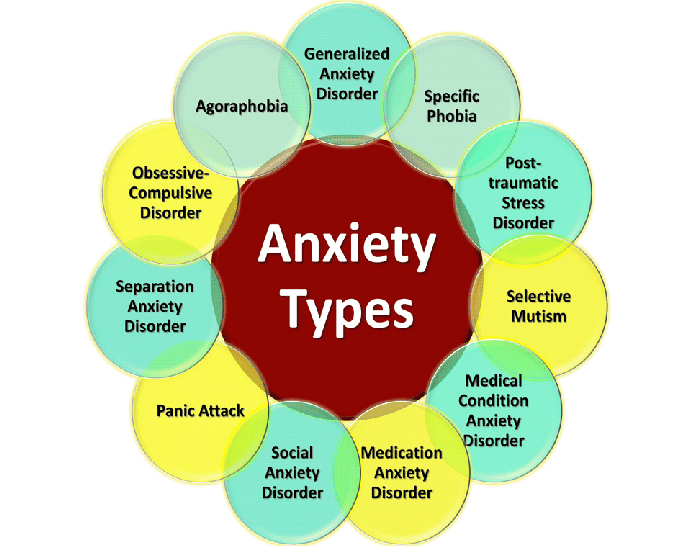 Generalized
Anxiety
Disorder
Specific
Phobia
Post-
traumatic
Stress
Disorder
Selective
Mutism
Medical
Condition
Anxiety
Disorder
Medication
Anxiety
Disorder
Social
Anxiety
Disorder
Panic Attack
Separation
Anxiety
Disorder
Obsessive-
Compulsive
Disorder
Agoraphobia
Anxiety
Types